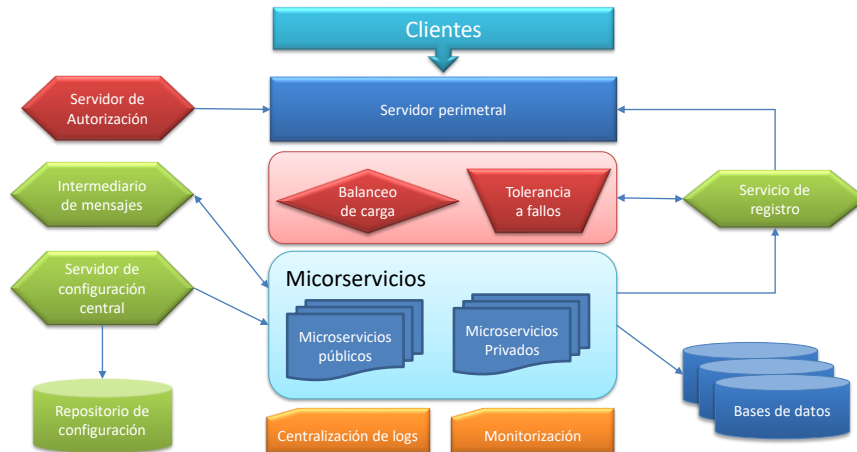 Clientes
Servidor de
Autorización
Servidor perimetral
Intermediario
de mensajes
Balanceo
de carga
Tolerancia
a fallos
Servicio de
registro
Servidor de
configuración
central
Micorservicios
Microservicios
públicos
Microservicios
Privados
Repositorio de
configuración
Bases de datos
Centralización de logs
Monitorización